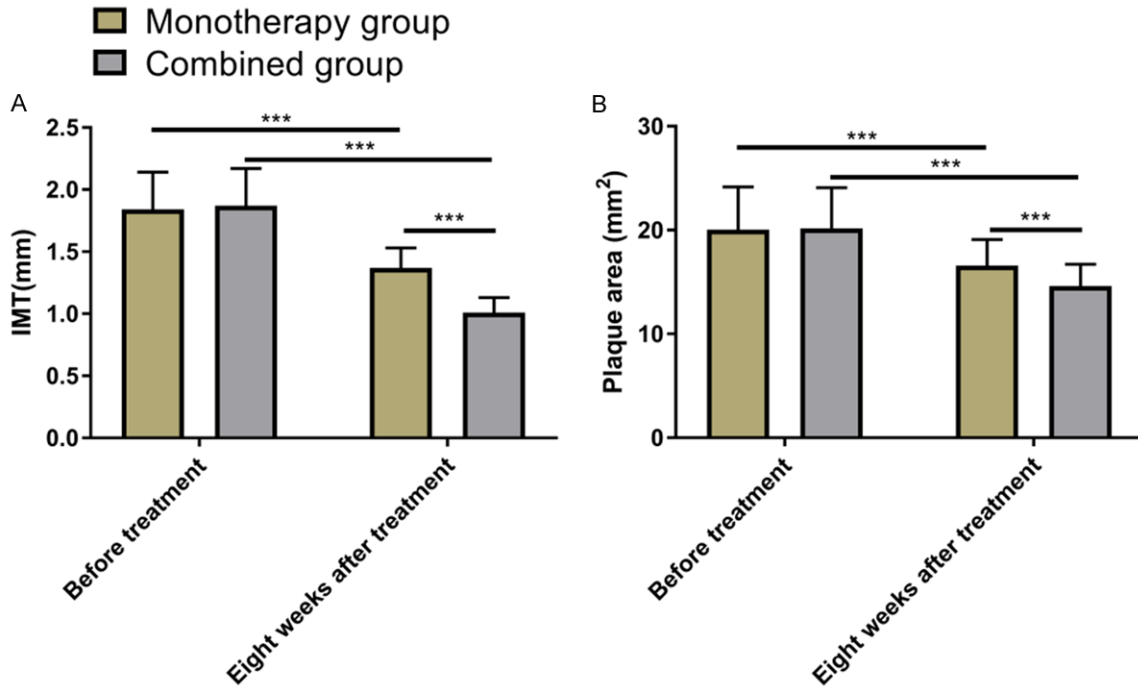 Monotherapy group
Combined group
A
***
***
***
2.5
2.0
1.5
1.0
0.5
0.0
IMT(mm)
Before treatment
Eight weeks after treatment
B
***
***
***
30
20
10
0
Plaque area (mm²)
Before treatment
Eight weeks after treatment